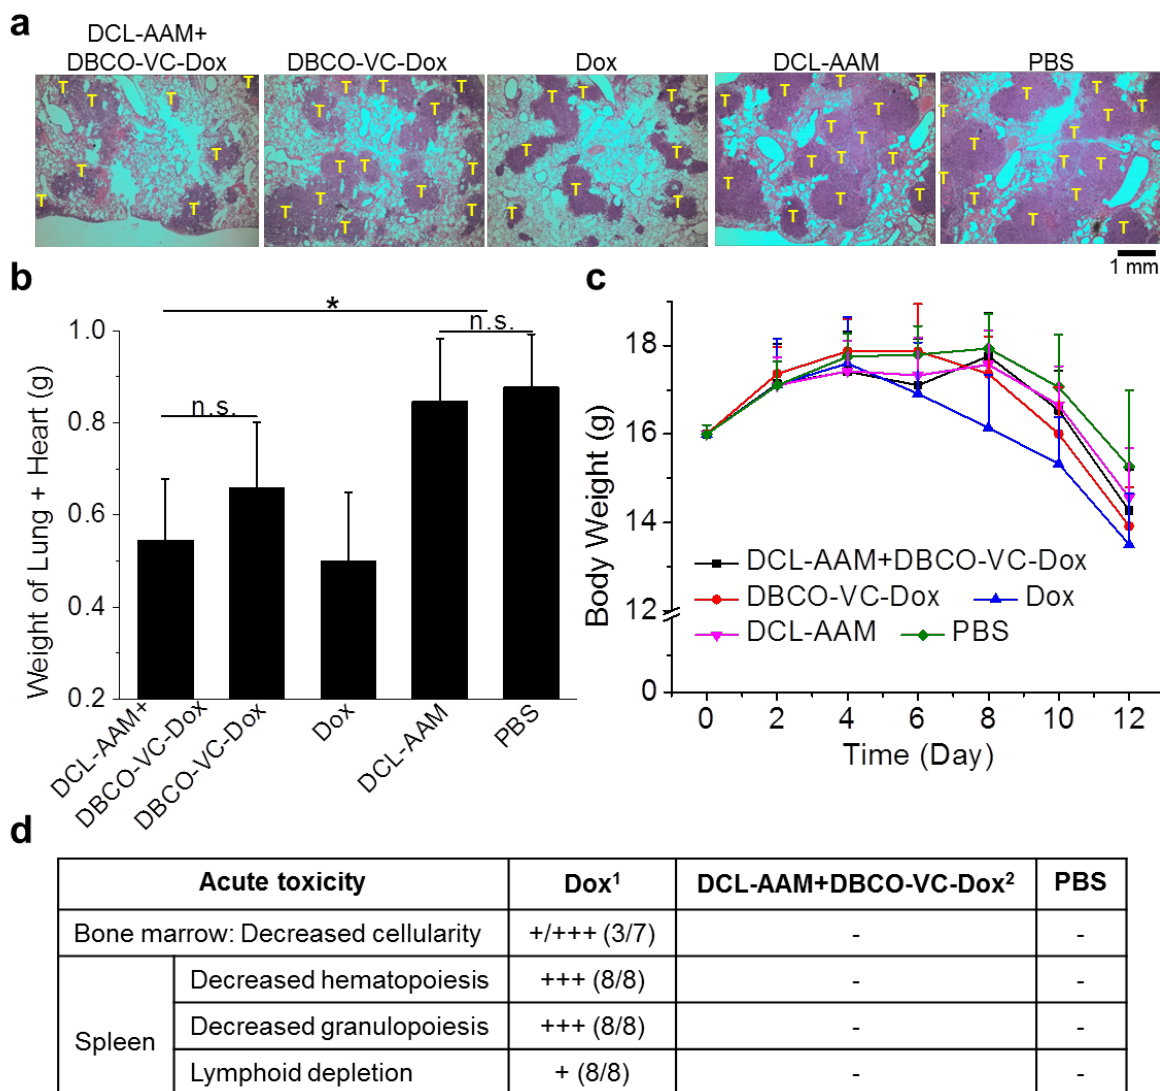 a
DCL-AAM+
DBCO-VC-Dox
DBCO-VC-Dox
Dox
DCL-AAM
PBS
T T T T T T T T T
T T T T T T T T T T T T T
T T T T T T T T T T
T T T T T T T T T T T T T T
T T T T T T T T T T T T
1 mm
b
Weight of Lung + Heart (g)
1.0
0.8
0.6
0.4
0.2
*
n.s.
n.s.
DCL-AAM+
DBCO-VC-Dox
DBCO-VC-Dox
Dox
DCL-AAM
PBS
c
Body Weight (g)
18
16
14
12
0
DCL-AAM+DBCO-VC-Dox
DBCO-VC-Dox Dox
DCL-AAM PBS
0 2 4 6 8 10 12
Time (Day)
d
Acute toxicity Dox¹ DCL-AAM+DBCO-VC-Dox² PBS
Bone marrow: Decreased cellularity +/+++ (3/7) - -
Spleen
Decreased hematopoiesis +++ (8/8) - -
Decreased granulopoiesis +++ (8/8) - -
Lymphoid depletion + (8/8) - -